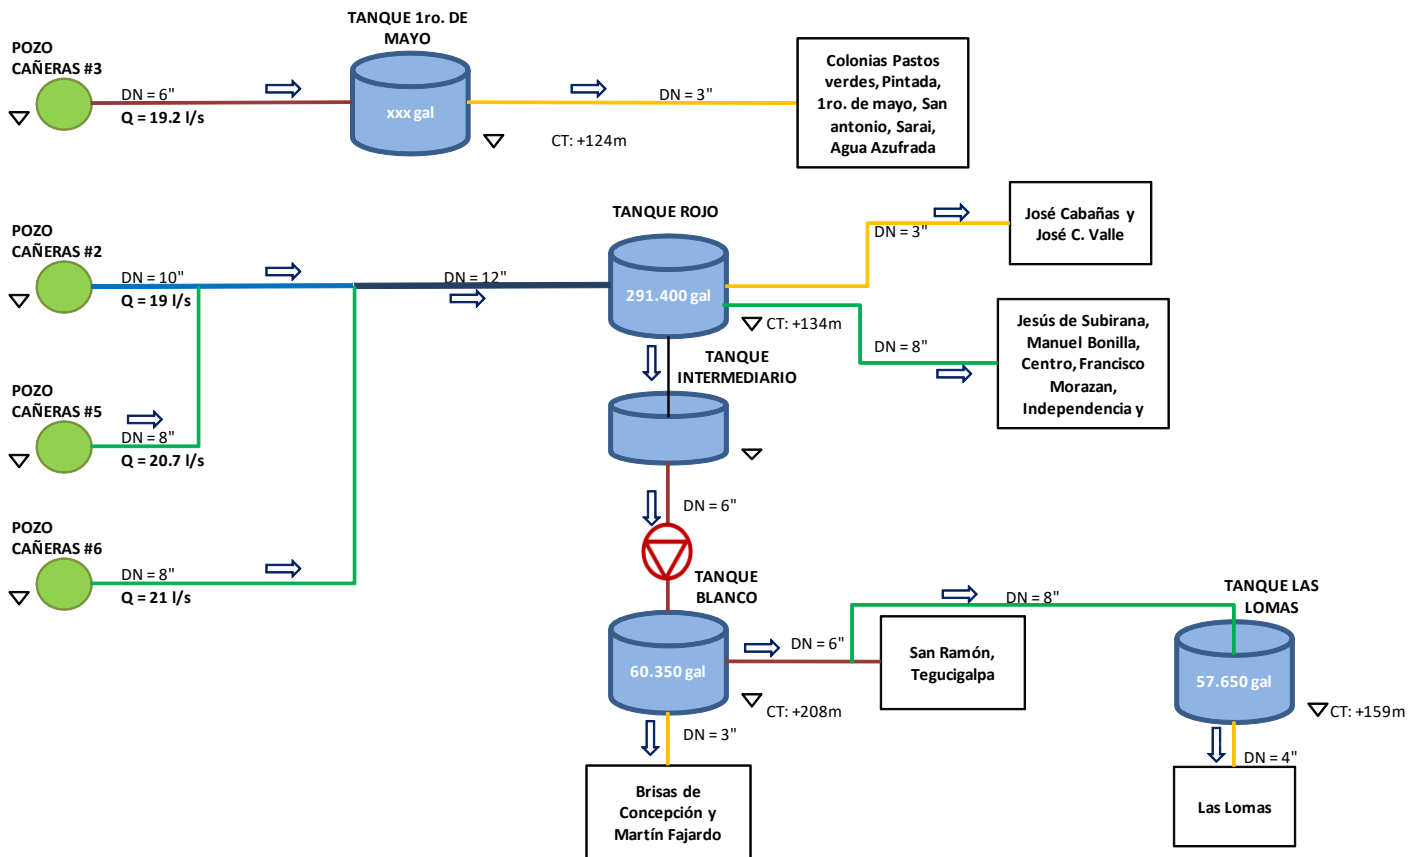 TANQUE 1ro. DE
MAYO
POZO
CAÑERAS #3
DN = 6"
Q = 19.2 l/s
xxx gal
DN = 3"
CT: +124m
Colonias Pastos
verdes, Pintada,
1ro. de mayo, San
antonio, Sarai,
Agua Azufrada
POZO
CAÑERAS #2
DN = 10"
Q = 19 l/s
DN = 12"
TANQUE ROJO
291.400 gal
CT: +134m
DN = 3"
José Cabañas y
José C. Valle
DN = 8"
Jesús de Subirana,
Manuel Bonilla,
Centro, Francisco
Morazan,
Independencia y
POZO
CAÑERAS #5
DN = 8"
Q = 20.7 l/s
TANQUE
INTERMEDIARIO
DN = 6"
POZO
CAÑERAS #6
DN = 8"
Q = 21 l/s
TANQUE
BLANCO
60.350 gal
CT: +208m
DN = 6"
San Ramón,
Tegucigalpa
DN = 8"
TANQUE LAS
LOMAS
57.650 gal
CT: +159m
DN = 3"
Brisas de
Concepción y
Martín Fajardo
DN = 4"
Las Lomas